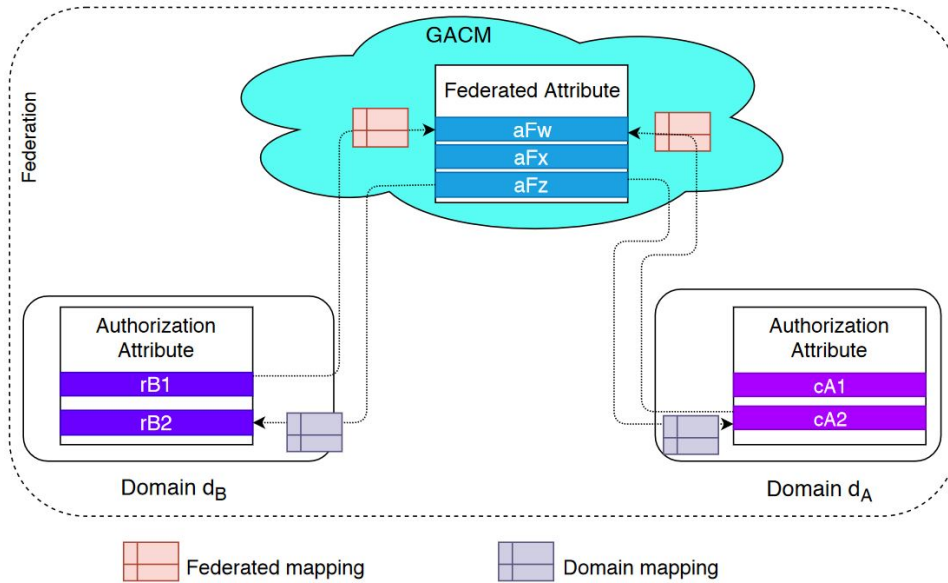 GACM
Federation
Federated Attribute
aFw
aFx
aFz
Authorization
Attribute
rB1
rB2
Domain dB
Authorization
Attribute
cA1
cA2
Domain dA
Federated mapping
Domain mapping